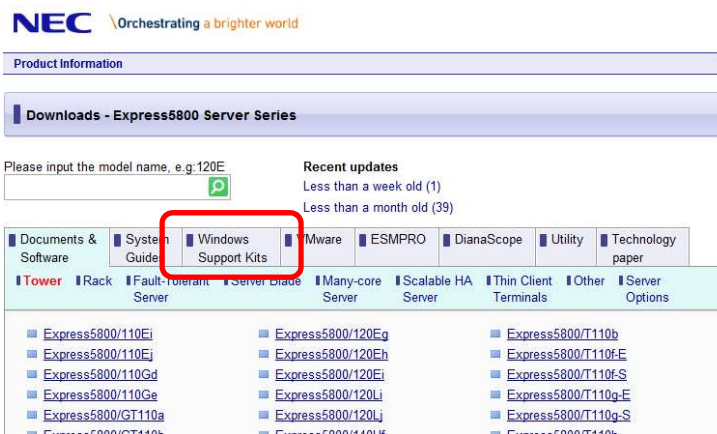 NEC \Orchestrating a brighter world
Product Information
Downloads - Express5800 Server Series
Please input the model name, e.g:120E
Recent updates
Less than a week old (1)
Less than a month old (39)
Documents & Software
System Guide
Windows Support Kits
VMware
ESMPRO
DianaScope
Utility
Technology paper
Tower
Rack
Fault-Tolerant Server
Server Blade
Many-core Server
Scalable HA Server
Thin Client Terminals
Other
Server Options
Express5800/110Ei
Express5800/120Eg
Express5800/T110b
Express5800/110Ej
Express5800/120Eh
Express5800/T110f-E
Express5800/110Gd
Express5800/120Ei
Express5800/T110f-S
Express5800/110Ge
Express5800/120Li
Express5800/T110g-E
Express5800/GT110a
Express5800/120Lj
Express5800/T110g-S